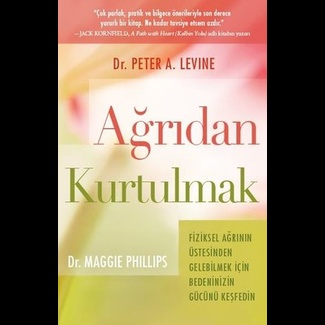 "Çok parlak, pratik ve bilgece önerileriyle son derece
yararlı bir kitap. Ne kadar tavsiye etsem azdır."
— JACK KORNFIELD, A Path with Heart (Kalbin Yolu) adlı kitabın yazarı
Dr. PETER A. LEVINE
Ağrıdan
Kurtulmak
Dr. MAGGIE PHILLIPS
FİZİKSEL AĞRININ
ÜSTESİNDEN
GELEBİLMEK İÇİN
BEDENİNİZİN
GÜCÜNÜ KEŞFEDİN